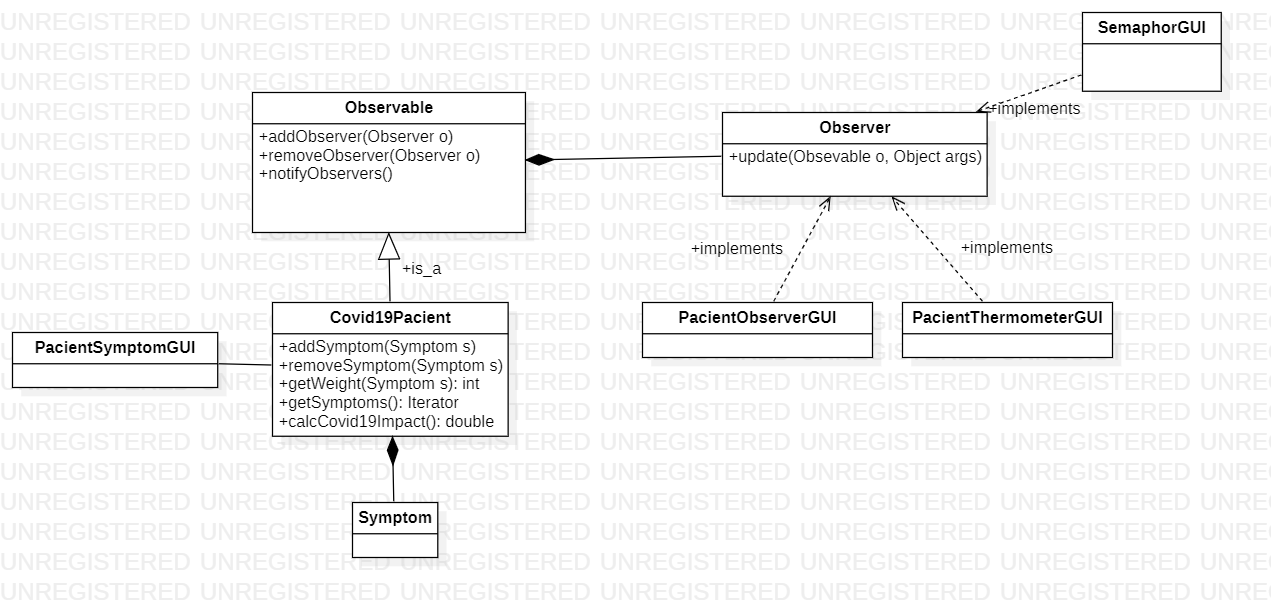 SemaphorGUI
+implements
Observable
+addObserver(Observer o)
+removeObserver(Observer o)
+notifyObservers()
Observer
+update(Obsevable o, Object args)
+implements
+implements
+is_a
Covid19Pacient
+addSymptom(Symptom s)
+removeSymptom(Symptom s)
+getWeight(Symptom s): int
+getSymptoms(): Iterator
+calcCovid19Impact(): double
PacientObserverGUI
PacientThermometerGUI
PacientSymptomGUI
Symptom
UNREGISTERED